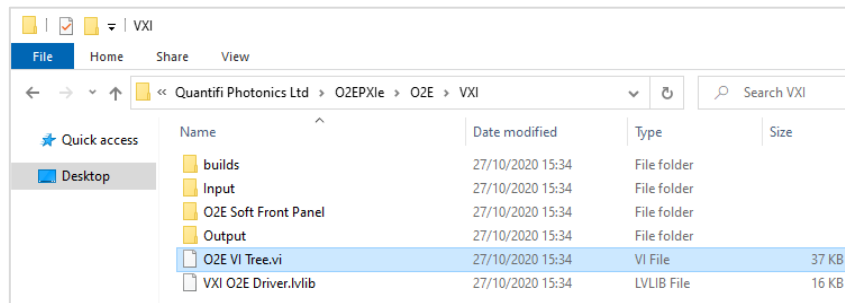 VXI
File Home Share View
« Quantifi Photonics Ltd › O2EPXIe › O2E › VXI Search VXI
Quick access
Desktop
Name Date modified Type Size
builds 27/10/2020 15:34 File folder
Input 27/10/2020 15:34 File folder
O2E Soft Front Panel 27/10/2020 15:34 File folder
Output 27/10/2020 15:34 File folder
O2E VI Tree.vi 27/10/2020 15:34 VI File 37 KB
VXI O2E Driver.lvlib 27/10/2020 15:34 LVLIB File 16 KB